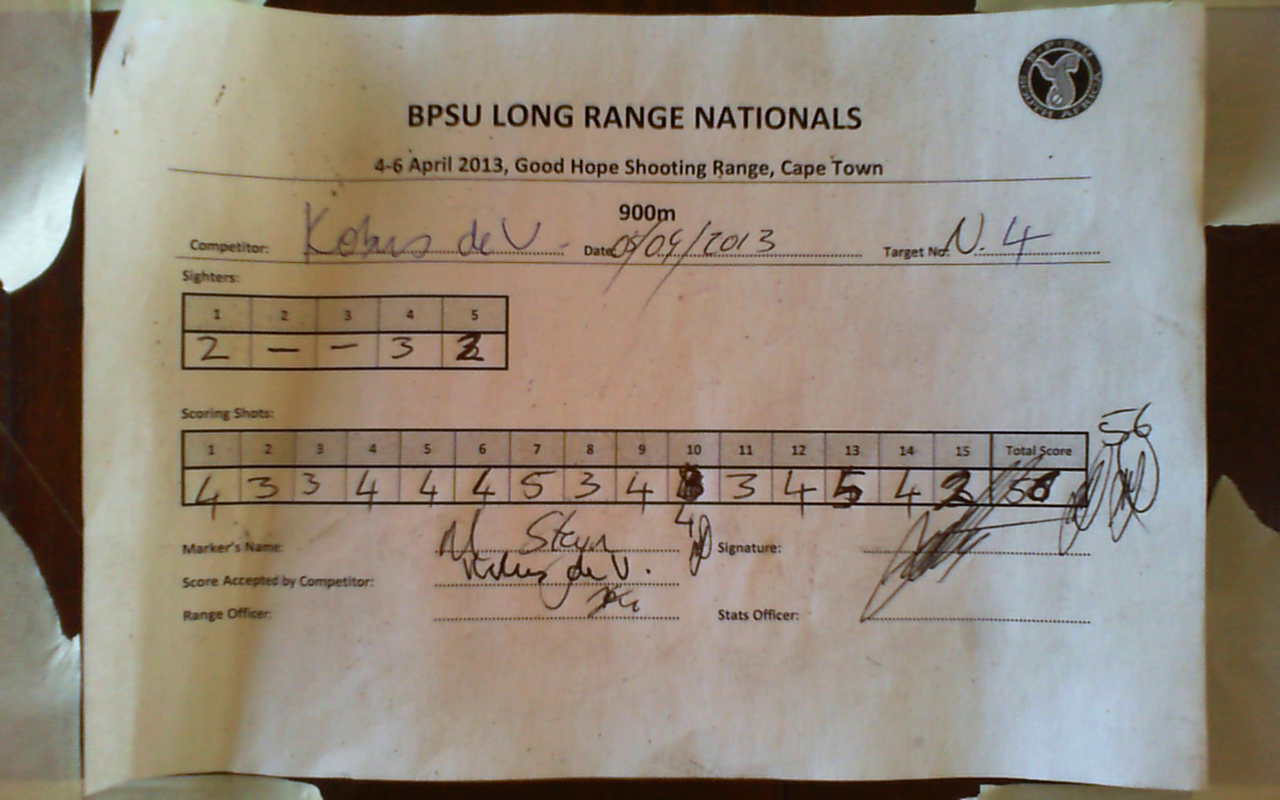 B.P.S.U
SOUTH AFRICA
BPSU LONG RANGE NATIONALS
4-6 April 2013, Good Hope Shooting Range, Cape Town
900m
Competitor: Kobus de V. Date: 05/04/2013 Target No: N. 4
Sighters:
1 2 3 4 5
2 — — 3
Scoring Shots:
56
1 2 3 4 5 6 7 8 9 10 11 12 13 14 15 Total Score
4 3 3 4 4 4 5 3 4 3 4 5 4 2
4
Marker's Name: M Steyn Signature:
Score Accepted by Competitor: Kobus de V.
Range Officer: Stats Officer: